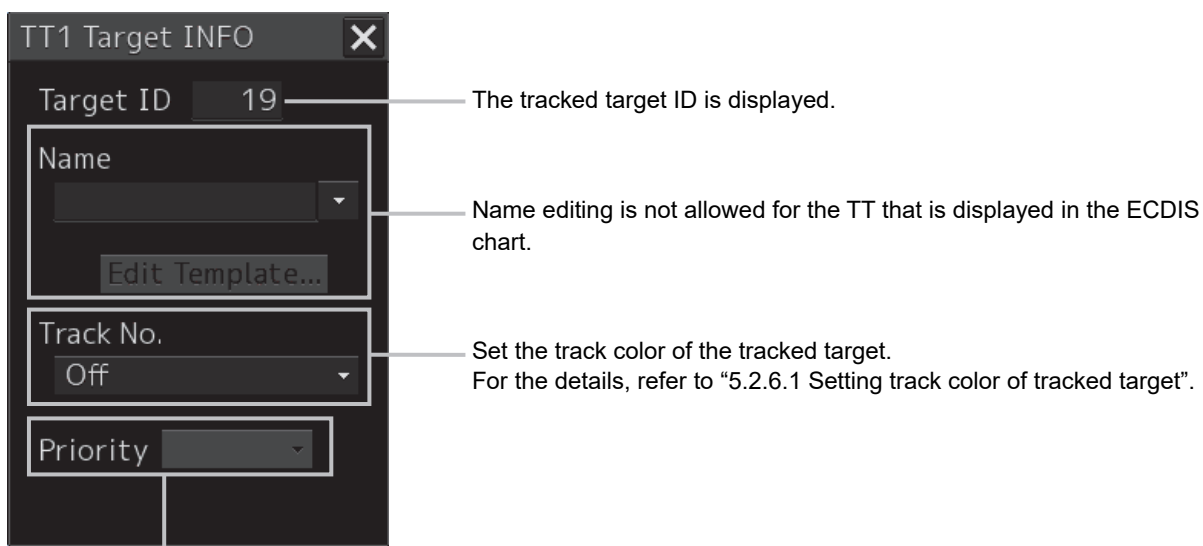 TT1 Target INFO
Target ID 19
The tracked target ID is displayed.
Name
Name editing is not allowed for the TT that is displayed in the ECDIS
chart.
Edit Template...
Track No.
Off
Set the track color of the tracked target.
For the details, refer to “5.2.6.1 Setting track color of tracked target”.
Priority